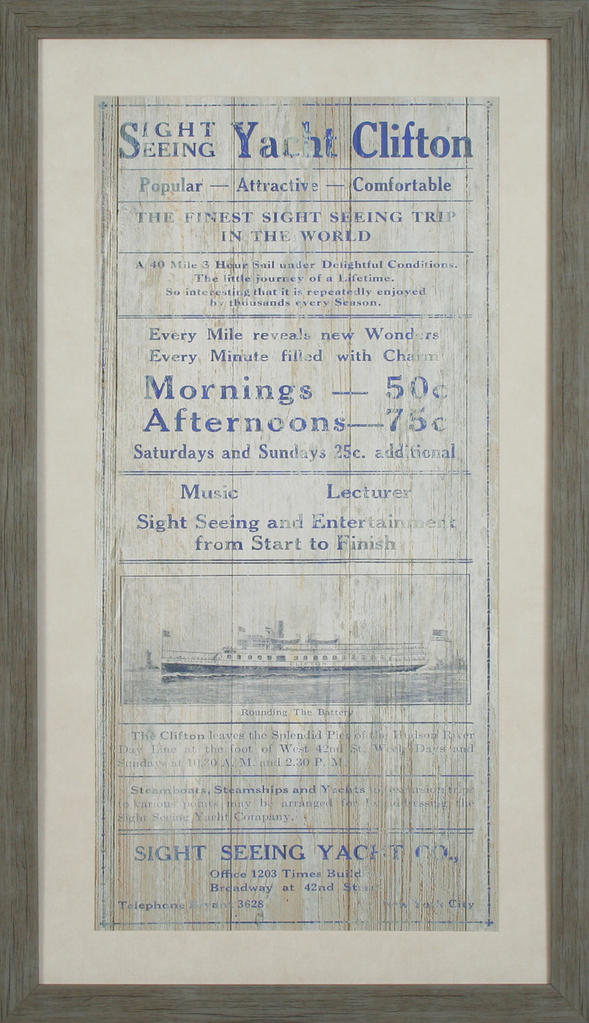 SIGHT SEEING Yacht Clifton
Popular — Attractive — Comfortable
THE FINEST SIGHT SEEING TRIP
IN THE WORLD
A 40 Mile 3 Hour Sail under Delightful Conditions.
The little journey of a Lifetime.
So interesting that it is repeatedly enjoyed
by thousands every Season.
Every Mile reveals new Wonders
Every Minute filled with Charm
Mornings — 50c
Afternoons—75c
Saturdays and Sundays 25c. additional
Music Lecturer
Sight Seeing and Entertainment
from Start to Finish
CLIFTON
Rounding The Battery
The Clifton leaves the Splendid Pier of the Hudson River
Day Line at the foot of West 42nd St. Week Days and
Sundays at 10.30 A. M. and 2.30 P. M.
Steamboats, Steamships and Yachts to excursion trips
to various points may be arranged for by addressing the
Sight Seeing Yacht Company.
SIGHT SEEING YACHT CO.,
Office 1203 Times Build
Broadway at 42nd St
Telephone Bryant 3628 New York City